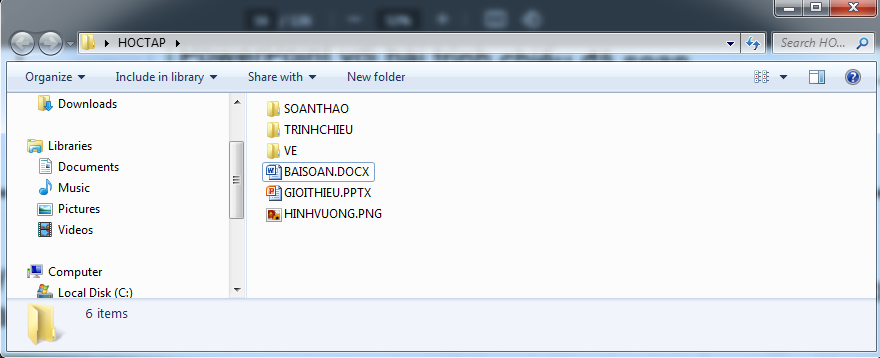 HOCTAP
Search HO...
Organize
Include in library
Share with
New folder
Downloads
Libraries
Documents
Music
Pictures
Videos
Computer
Local Disk (C:)
SOANTHAO
TRINHCHIEU
VE
BAISOAN.DOCX
GIOITHIEU.PPTX
HINHVUONG.PNG
6 items